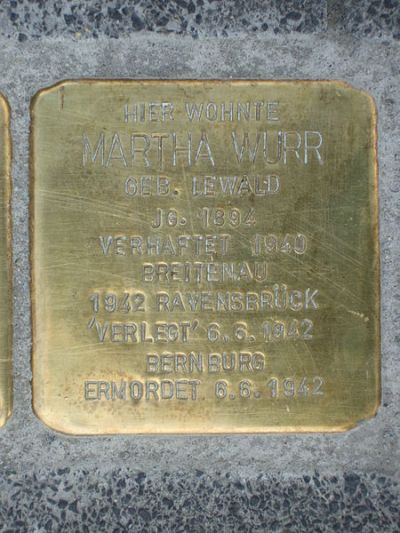 HIER WOHNTE
MARTHA WURR
GEB. LEWALD
JG. 1894
VERHAFTET 1940
BREITENAU
1942 RAVENSBRÜCK
'VERLEGT' 6.6.1942
BERNBURG
ERMORDET 6.6.1942